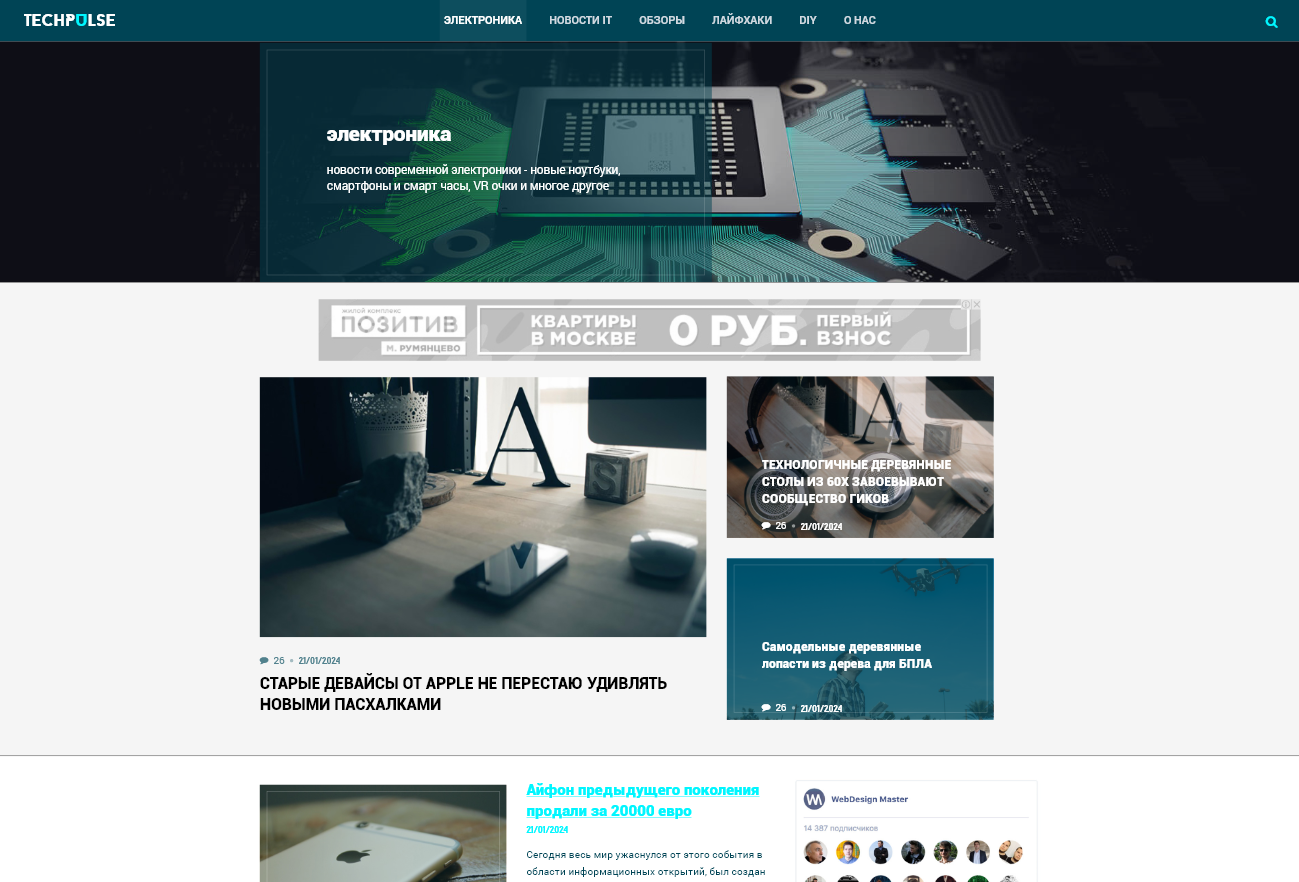 TECHPULSE
ЭЛЕКТРОНИКА НОВОСТИ IT ОБЗОРЫ ЛАЙФХАКИ DIY О НАС
электроника
новости современной электроники - новые ноутбуки,
смартфоны и смарт часы, VR очки и многое другое
ЖИЛОЙ КОМПЛЕКС
ПОЗИТИВ
М. РУМЯНЦЕВО
КВАРТИРЫ
В МОСКВЕ
0 РУБ.
ПЕРВЫЙ
ВЗНОС
A
S
ТЕХНОЛОГИЧНЫЕ ДЕРЕВЯННЫЕ
СТОЛЫ ИЗ 60Х ЗАВОЕВЫВАЮТ
СООБЩЕСТВО ГИКОВ
26 21/01/2024
Самодельные деревянные
лопасти из дерева для БПЛА
26 21/01/2024
26 21/01/2024
СТАРЫЕ ДЕВАЙСЫ ОТ APPLE НЕ ПЕРЕСТАЮ УДИВЛЯТЬ
НОВЫМИ ПАСХАЛКАМИ
Айфон предыдущего поколения
продали за 20000 евро
21/01/2024
Сегодня весь мир ужаснулся от этого события в
области информационных открытий, был создан
WebDesign Master
14 387 подписчиков